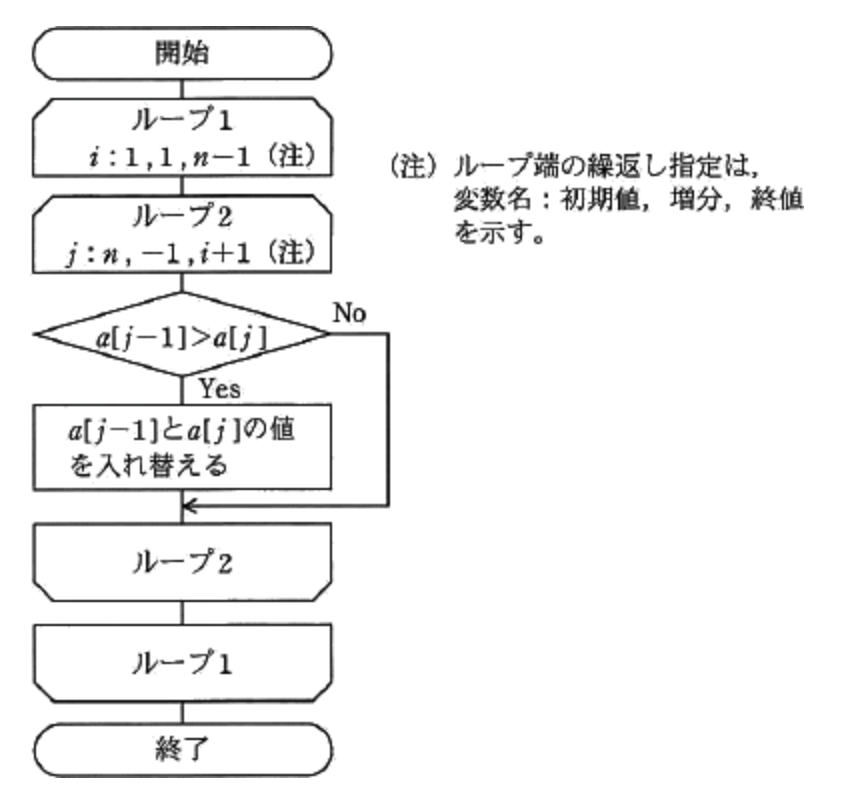 開始
ループ1
i:1,1,n-1(注)
(注)ループ端の繰返し指定は,
変数名:初期値,増分,終値
を示す。
ループ2
j:n,-1,i+1(注)
a[j-1]>a[j]
No
Yes
a[j-1]とa[j]の値
を入れ替える
ループ2
ループ1
終了